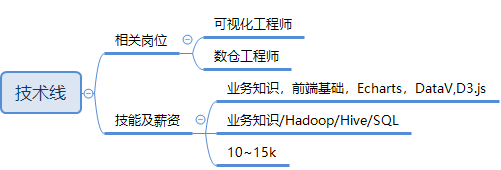 技术线
相关岗位
可视化工程师
数仓工程师
技能及薪资
业务知识，前端基础，Echarts，DataV,D3.js
业务知识/Hadoop/Hive/SQL
10~15k